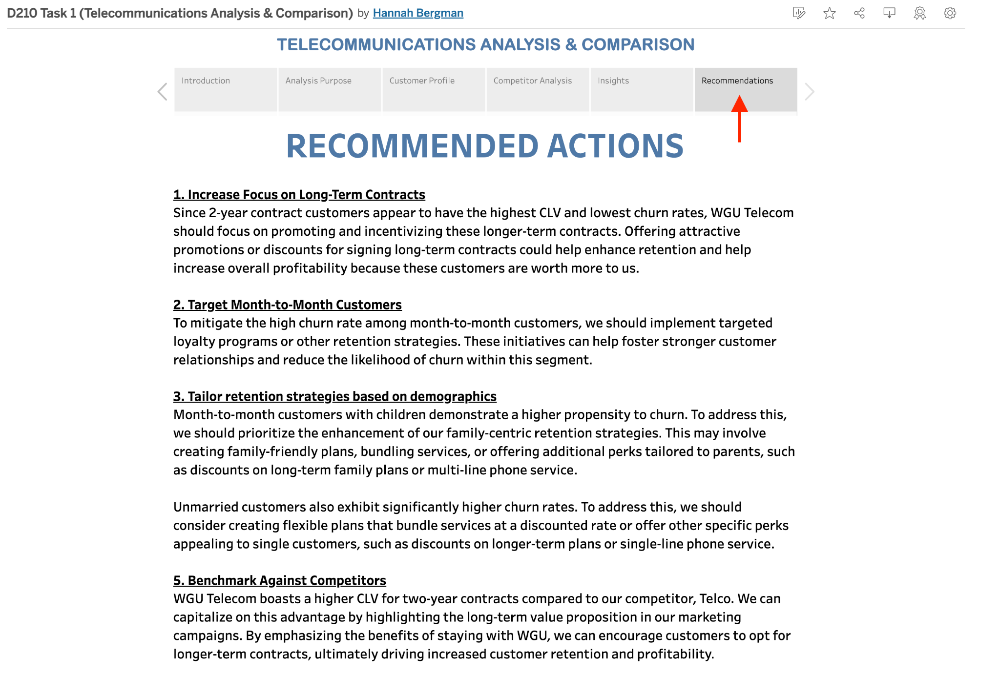 D210 Task 1 (Telecommunications Analysis & Comparison) by Hannah Bergman
TELECOMMUNICATIONS ANALYSIS & COMPARISON
Introduction
Analysis Purpose
Customer Profile
Competitor Analysis
Insights
Recommendations
RECOMMENDED ACTIONS
1. Increase Focus on Long-Term Contracts
Since 2-year contract customers appear to have the highest CLV and lowest churn rates, WGU Telecom
should focus on promoting and incentivizing these longer-term contracts. Offering attractive
promotions or discounts for signing long-term contracts could help enhance retention and help
increase overall profitability because these customers are worth more to us.
2. Target Month-to-Month Customers
To mitigate the high churn rate among month-to-month customers, we should implement targeted
loyalty programs or other retention strategies. These initiatives can help foster stronger customer
relationships and reduce the likelihood of churn within this segment.
3. Tailor retention strategies based on demographics
Month-to-month customers with children demonstrate a higher propensity to churn. To address this,
we should prioritize the enhancement of our family-centric retention strategies. This may involve
creating family-friendly plans, bundling services, or offering additional perks tailored to parents, such
as discounts on long-term family plans or multi-line phone service.
Unmarried customers also exhibit significantly higher churn rates. To address this, we should
consider creating flexible plans that bundle services at a discounted rate or offer other specific perks
appealing to single customers, such as discounts on longer-term plans or single-line phone service.
5. Benchmark Against Competitors
WGU Telecom boasts a higher CLV for two-year contracts compared to our competitor, Telco. We can
capitalize on this advantage by highlighting the long-term value proposition in our marketing
campaigns. By emphasizing the benefits of staying with WGU, we can encourage customers to opt for
longer-term contracts, ultimately driving increased customer retention and profitability.